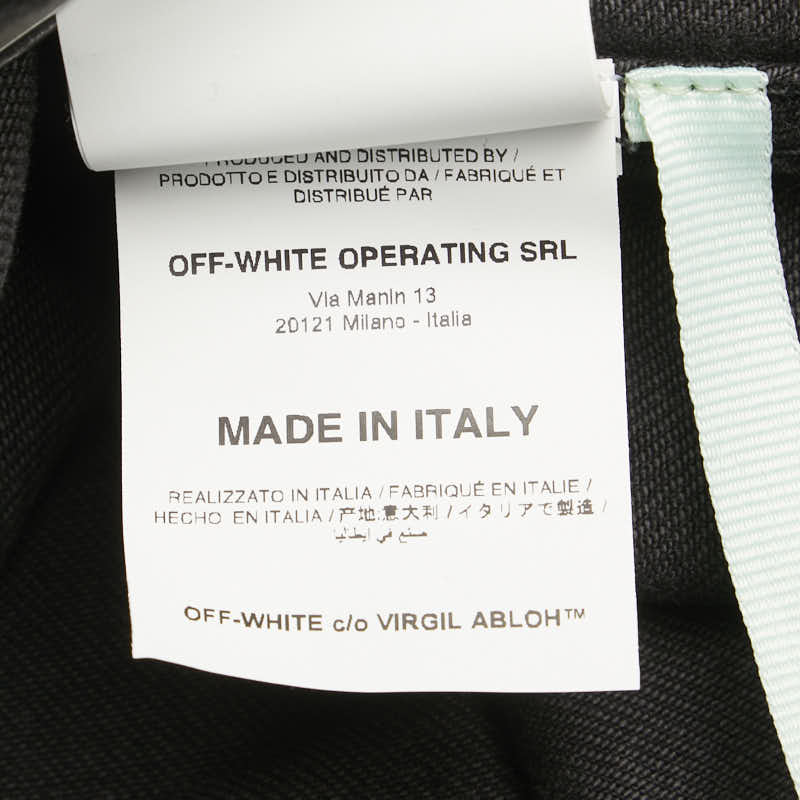 PRODUCED AND DISTRIBUTED BY /
PRODOTTO E DISTRIBUITO DA / FABRIQUÉ ET
DISTRIBUÉ PAR
OFF-WHITE OPERATING SRL
Via Manin 13
20121 Milano - Italia
MADE IN ITALY
REALIZZATO IN ITALIA / FABRIQUÉ EN ITALIE /
HECHO EN ITALIA / 产地:意大利 / イタリアで製造 /
صنع في إيطاليا
OFF-WHITE c/o VIRGIL ABLOH™